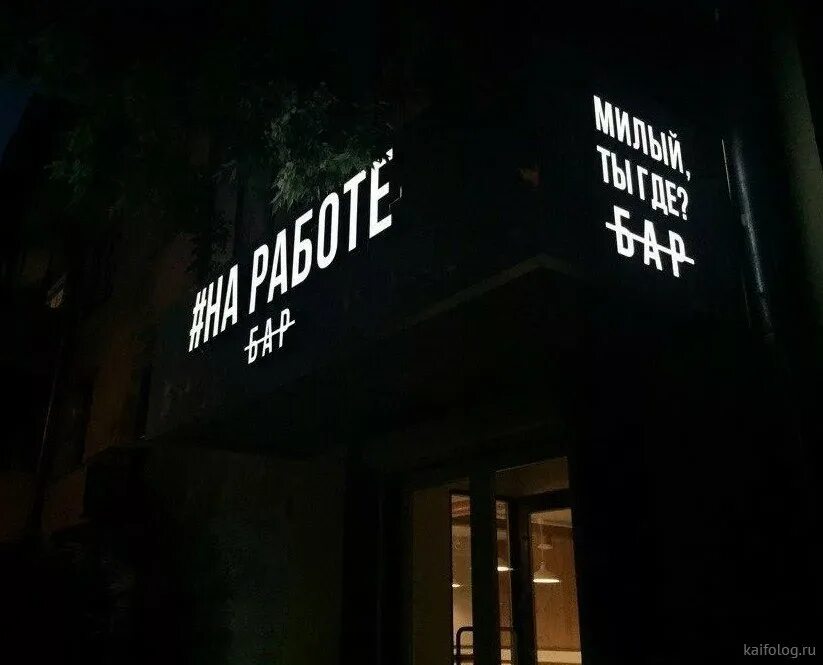 #НА РАБОТЕ
БАР
МИЛЫЙ,
ТЫ ГДЕ?
БАР
kaifolog.ru